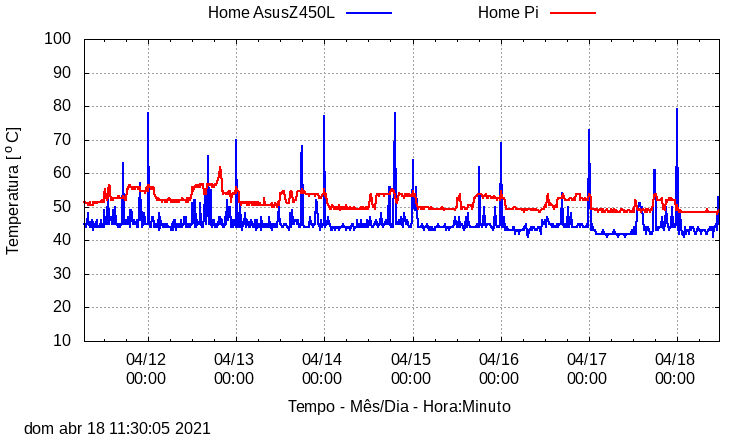 Home AsusZ450L Home Pi
100
90
80
70
60
50
40
30
20
10
Temperatura [ º C]
04/12 04/13 04/14 04/15 04/16 04/17 04/18
00:00 00:00 00:00 00:00 00:00 00:00 00:00
Tempo - Mês/Dia - Hora:Minuto
dom abr 18 11:30:05 2021